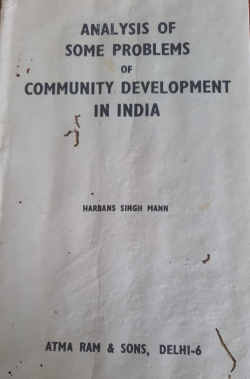 ANALYSIS OF
SOME PROBLEMS
OF
COMMUNITY DEVELOPMENT
IN INDIA
HARBANS SINGH MANN
ATMA RAM & SONS, DELHI-6